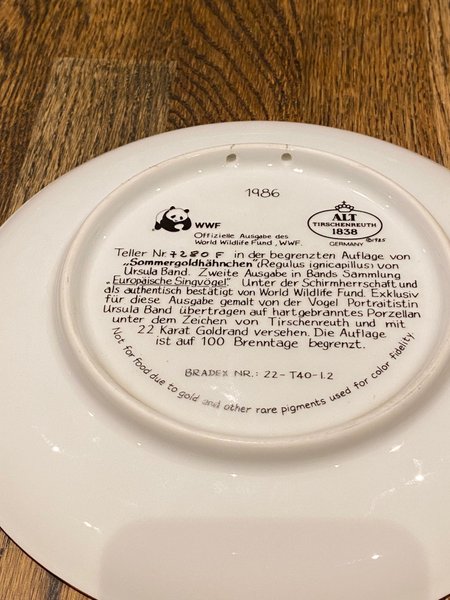 1986
WWF
Offizielle Ausgabe des
World Wildlife Fund, WWF.
ALT
TIRSCHENREUTH
1838
GERMANY
©1985
Teller Nr. 7280 F in der begrenzten Auflage von
„Sommergoldhähnchen" (Regulus ignicapillus) von
Ursula Band. Zweite Ausgabe in Bands Sammlung
„Europäische Singvögel". Unter der Schirmherrschaft und
als authentisch bestätigt von World Wildlife Fund. Exklusiv
für diese Ausgabe gemalt von der Vogel Portraitistin
Ursula Band übertragen auf hartgebranntes Porzellan
unter dem Zeichen von Tirschenreuth und mit
22 Karat Goldrand versehen. Die Auflage
ist auf 100 Brenntage begrenzt.
BRADEX NR.: 22-T40-1.2
Not for food due to gold and other rare pigments used for color fidelity.